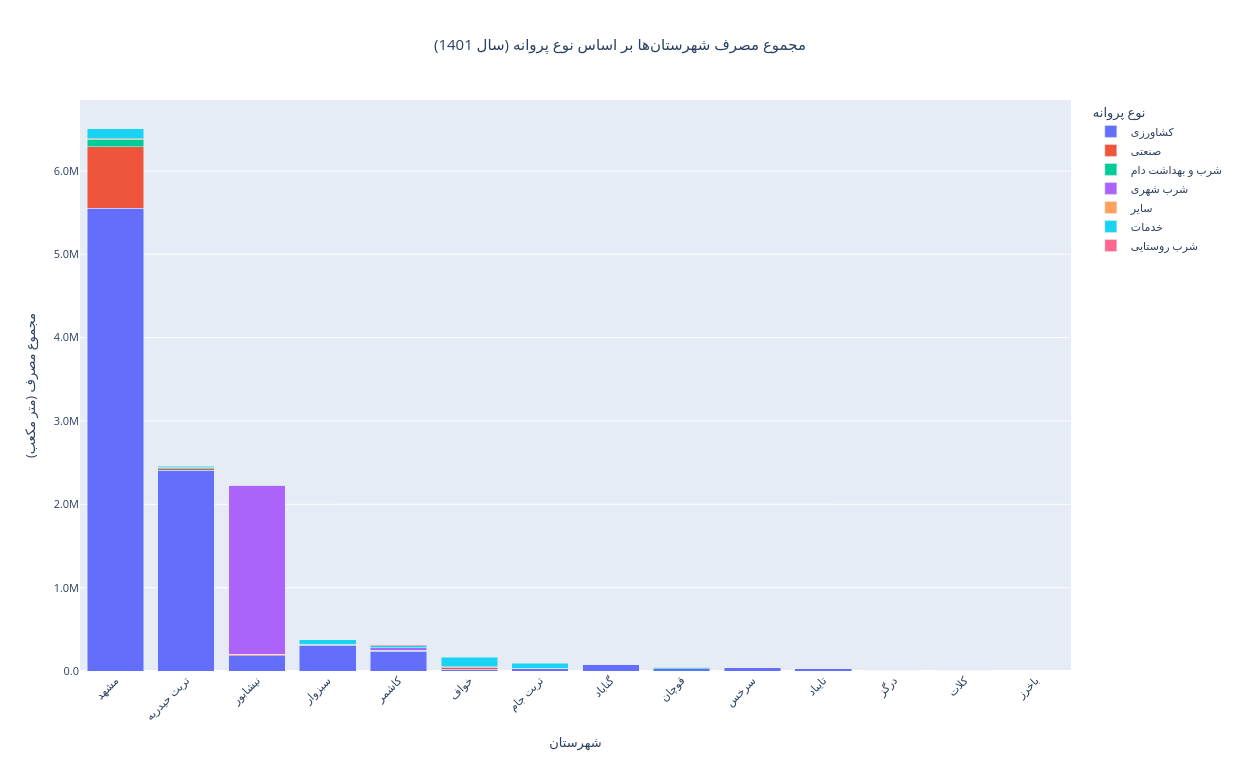 مجموع مصرف شهرستان‌ها بر اساس نوع پروانه (سال 1401)
نوع پروانه
کشاورزی
صنعتی
شرب و بهداشت دام
شرب شهری
سایر
خدمات
شرب روستایی
مجموع مصرف (متر مکعب)
6.0M
5.0M
4.0M
3.0M
2.0M
1.0M
0.0
مشهد
تربت حیدریه
نیشابور
سبزوار
کاشمر
خواف
تربت جام
گناباد
قوچان
سرخس
تایباد
درگز
کلات
باخرز
شهرستان